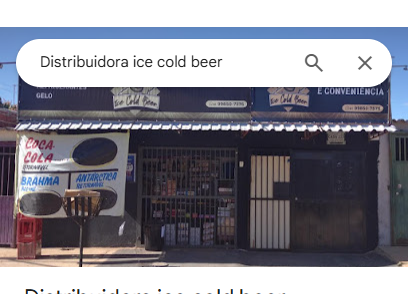 Distribuidora ice cold beer
GELO
Ice Cold Beer
Ice Cold Beer
E CONVENIÊNCIA
COCA
COLA
BRAHMA
ANTARCTICA
Distribuidora ice cold beer